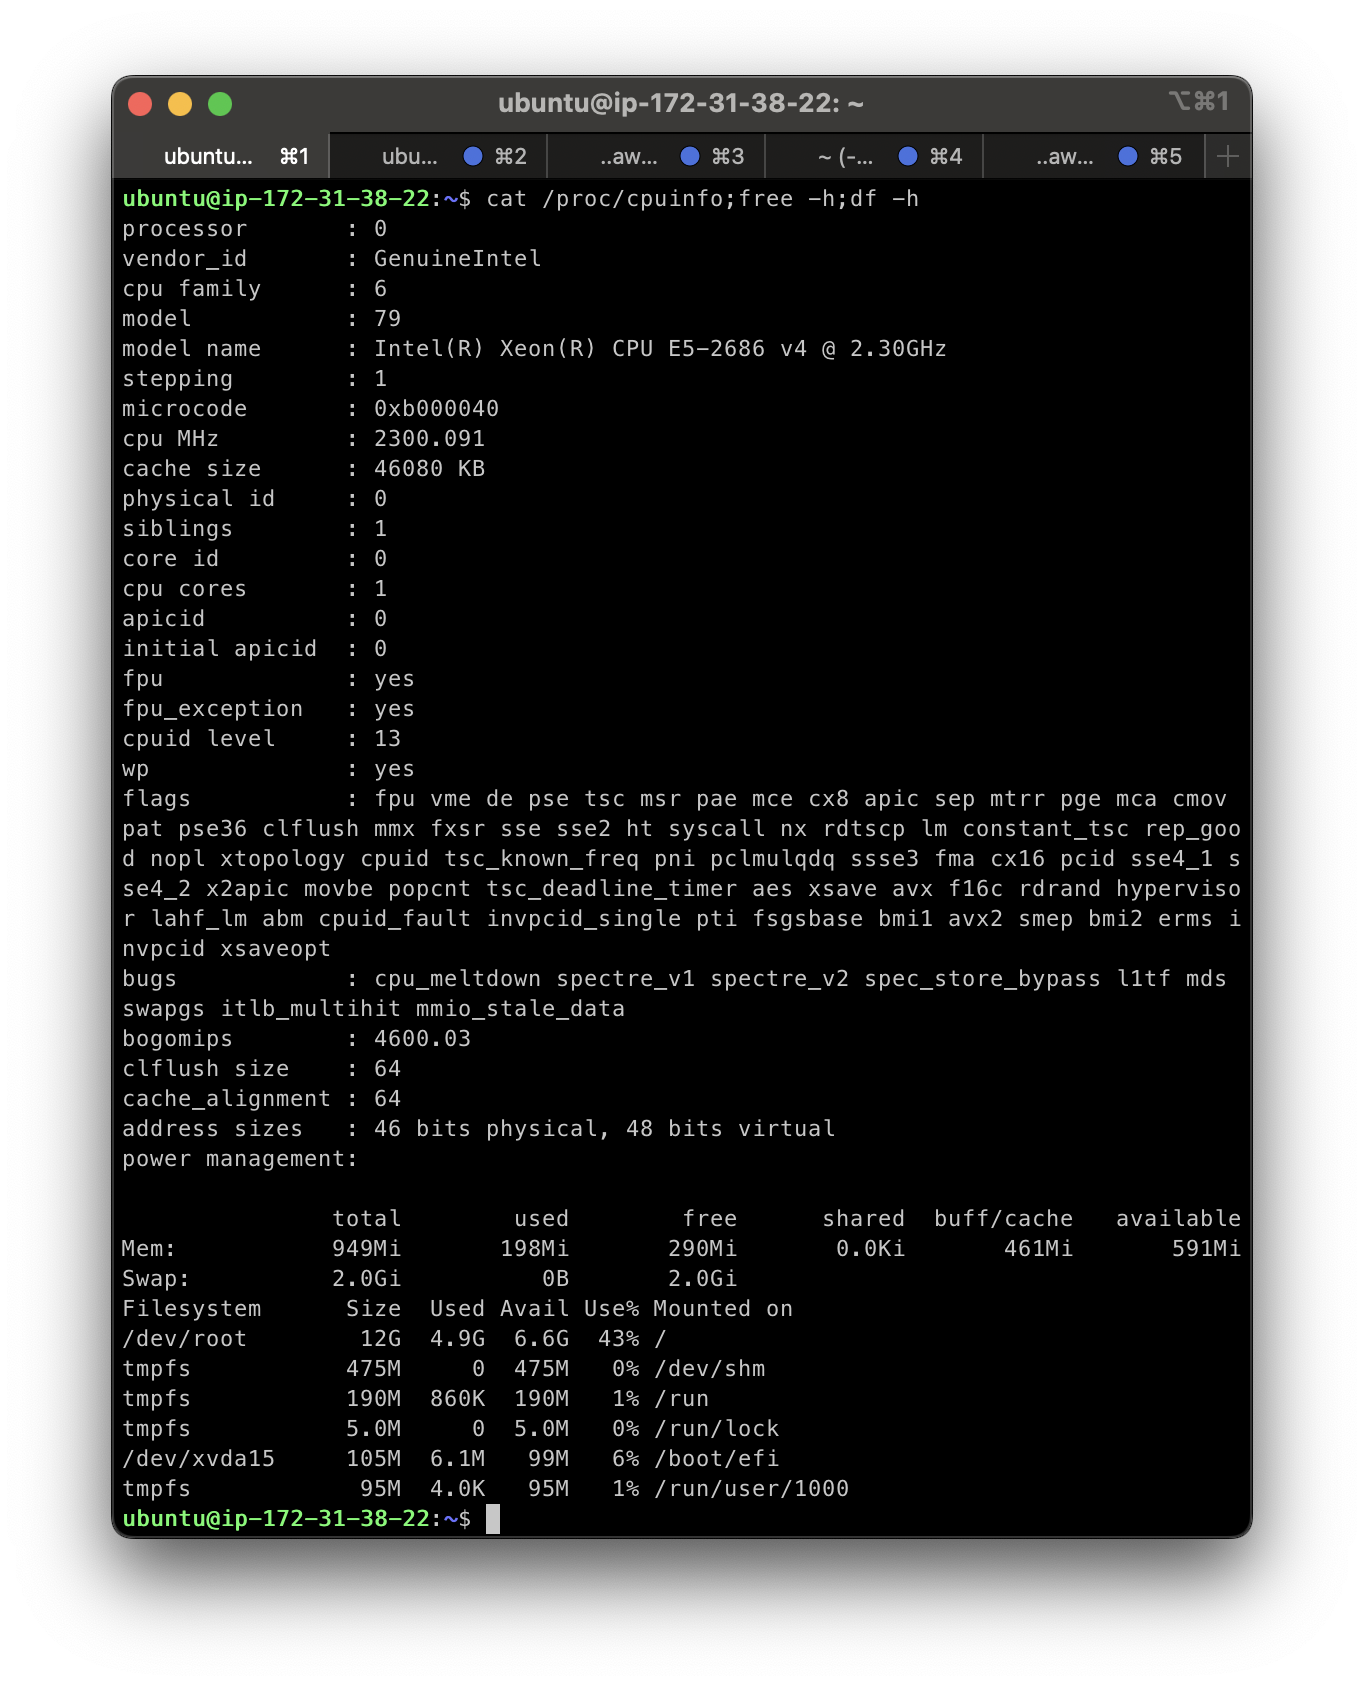 ubuntu@ip-172-31-38-22: ~
⌥⌘1
ubuntu... ⌘1 ubu... ⌘2 ..aw... ⌘3 ~ (-... ⌘4 ..aw... ⌘5 +
ubuntu@ip-172-31-38-22:~$ cat /proc/cpuinfo;free -h;df -h
processor       : 0
vendor_id       : GenuineIntel
cpu family      : 6
model           : 79
model name      : Intel(R) Xeon(R) CPU E5-2686 v4 @ 2.30GHz
stepping        : 1
microcode       : 0xb000040
cpu MHz         : 2300.091
cache size      : 46080 KB
physical id     : 0
siblings        : 1
core id         : 0
cpu cores       : 1
apicid          : 0
initial apicid  : 0
fpu             : yes
fpu_exception   : yes
cpuid level     : 13
wp              : yes
flags           : fpu vme de pse tsc msr pae mce cx8 apic sep mtrr pge mca cmov
pat pse36 clflush mmx fxsr sse sse2 ht syscall nx rdtscp lm constant_tsc rep_goo
d nopl xtopology cpuid tsc_known_freq pni pclmulqdq ssse3 fma cx16 pcid sse4_1 s
se4_2 x2apic movbe popcnt tsc_deadline_timer aes xsave avx f16c rdrand hyperviso
r lahf_lm abm cpuid_fault invpcid_single pti fsgsbase bmi1 avx2 smep bmi2 erms i
nvpcid xsaveopt
bugs            : cpu_meltdown spectre_v1 spectre_v2 spec_store_bypass l1tf mds
swapgs itlb_multihit mmio_stale_data
bogomips        : 4600.03
clflush size    : 64
cache_alignment : 64
address sizes   : 46 bits physical, 48 bits virtual
power management:
               total        used        free      shared  buff/cache   available
Mem:           949Mi       198Mi       290Mi       0.0Ki       461Mi       591Mi
Swap:          2.0Gi          0B       2.0Gi
Filesystem      Size  Used Avail Use% Mounted on
/dev/root        12G  4.9G  6.6G  43% /
tmpfs           475M     0  475M   0% /dev/shm
tmpfs           190M  860K  190M   1% /run
tmpfs           5.0M     0  5.0M   0% /run/lock
/dev/xvda15     105M  6.1M   99M   6% /boot/efi
tmpfs            95M  4.0K   95M   1% /run/user/1000
ubuntu@ip-172-31-38-22:~$